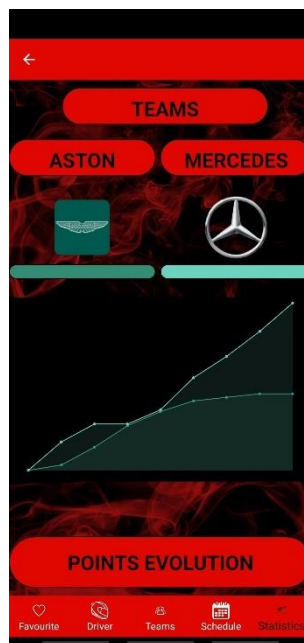 TEAMS
ASTON MERCEDES
POINTS EVOLUTION
Favourite Driver Teams Schedule Statistics